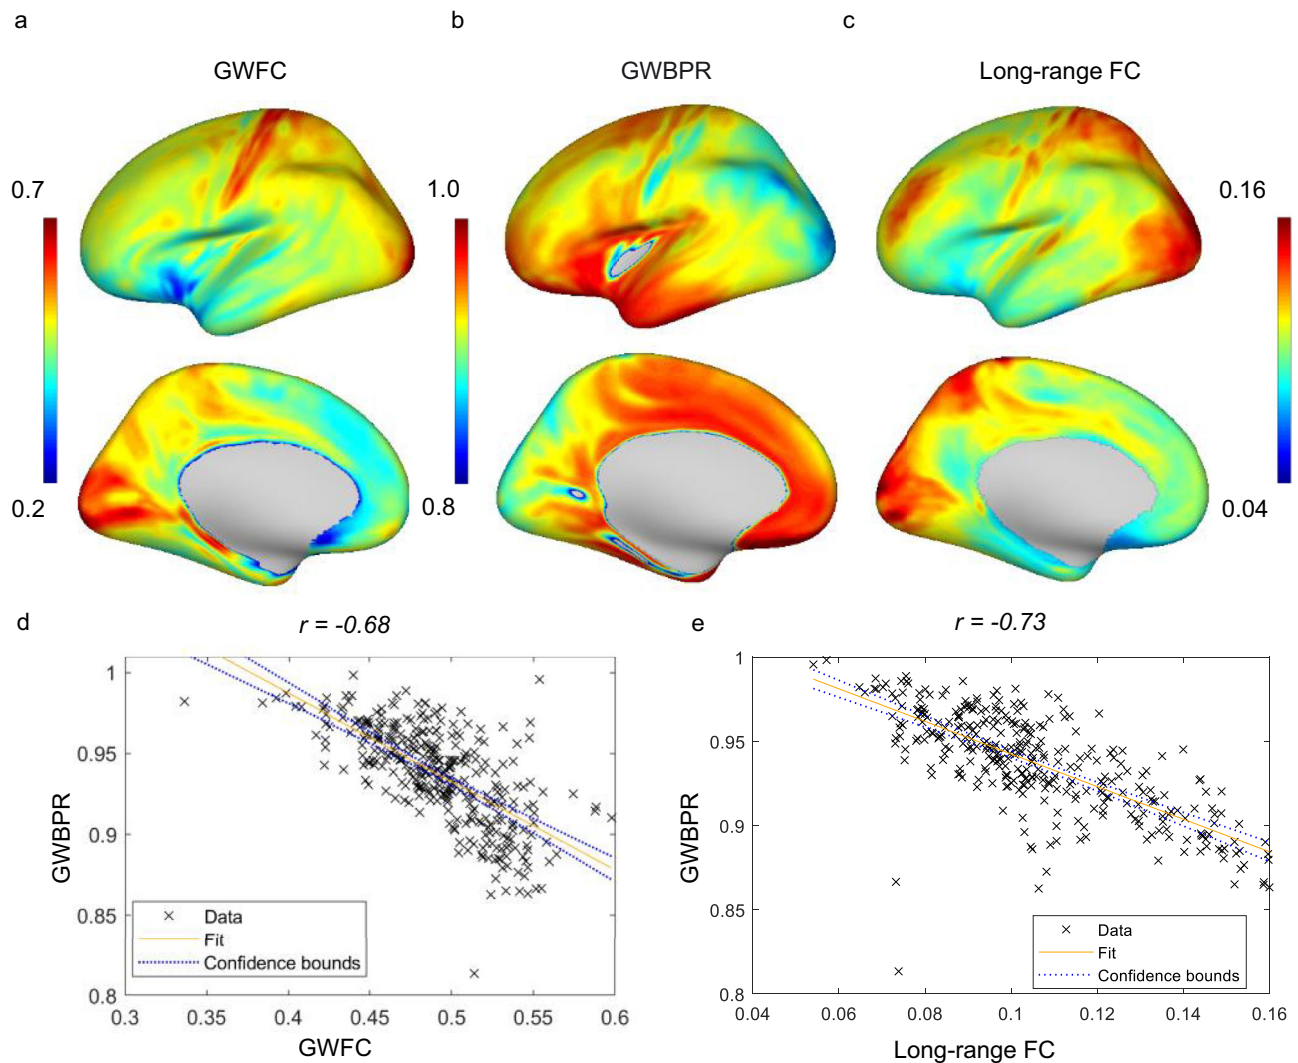 a
b
c
GWFC
GWBPR
Long-range FC
0.7
1.0
0.16
0.2
0.8
0.04
d
r = -0.68
e
r = -0.73
GWBPR
1
0.95
0.9
0.85
0.8
Data
Fit
Confidence bounds
0.3 0.35 0.4 0.45 0.5 0.55 0.6
GWFC
GWBPR
1
0.95
0.9
0.85
0.8
Data
Fit
Confidence bounds
0.04 0.06 0.08 0.1 0.12 0.14 0.16
Long-range FC